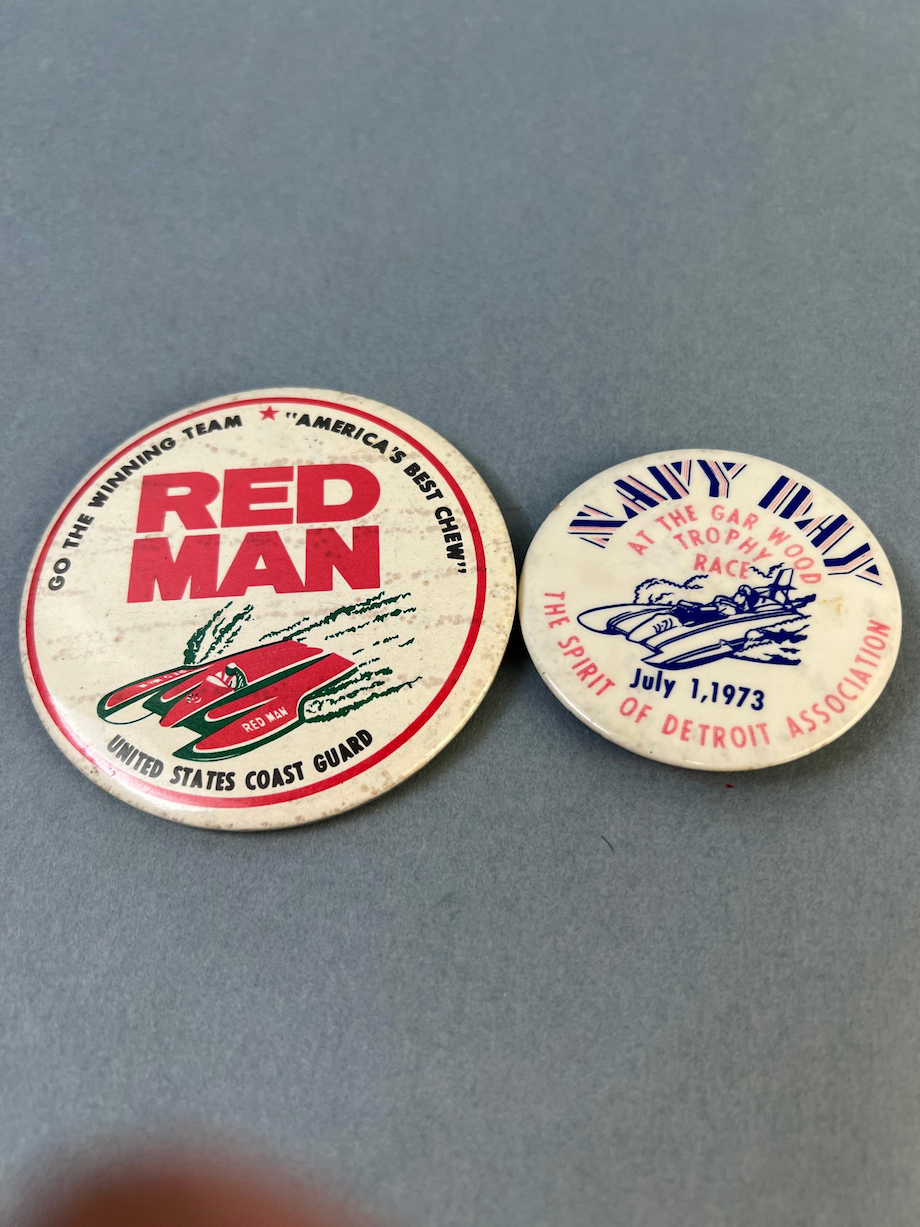 GO THE WINNING TEAM ★ "AMERICA'S BEST CHEW"
RED
MAN
RED MAN
UNITED STATES COAST GUARD
NAVY DAY
AT THE GAR WOOD
TROPHY
RACE
July 1, 1973
THE SPIRIT OF DETROIT ASSOCIATION